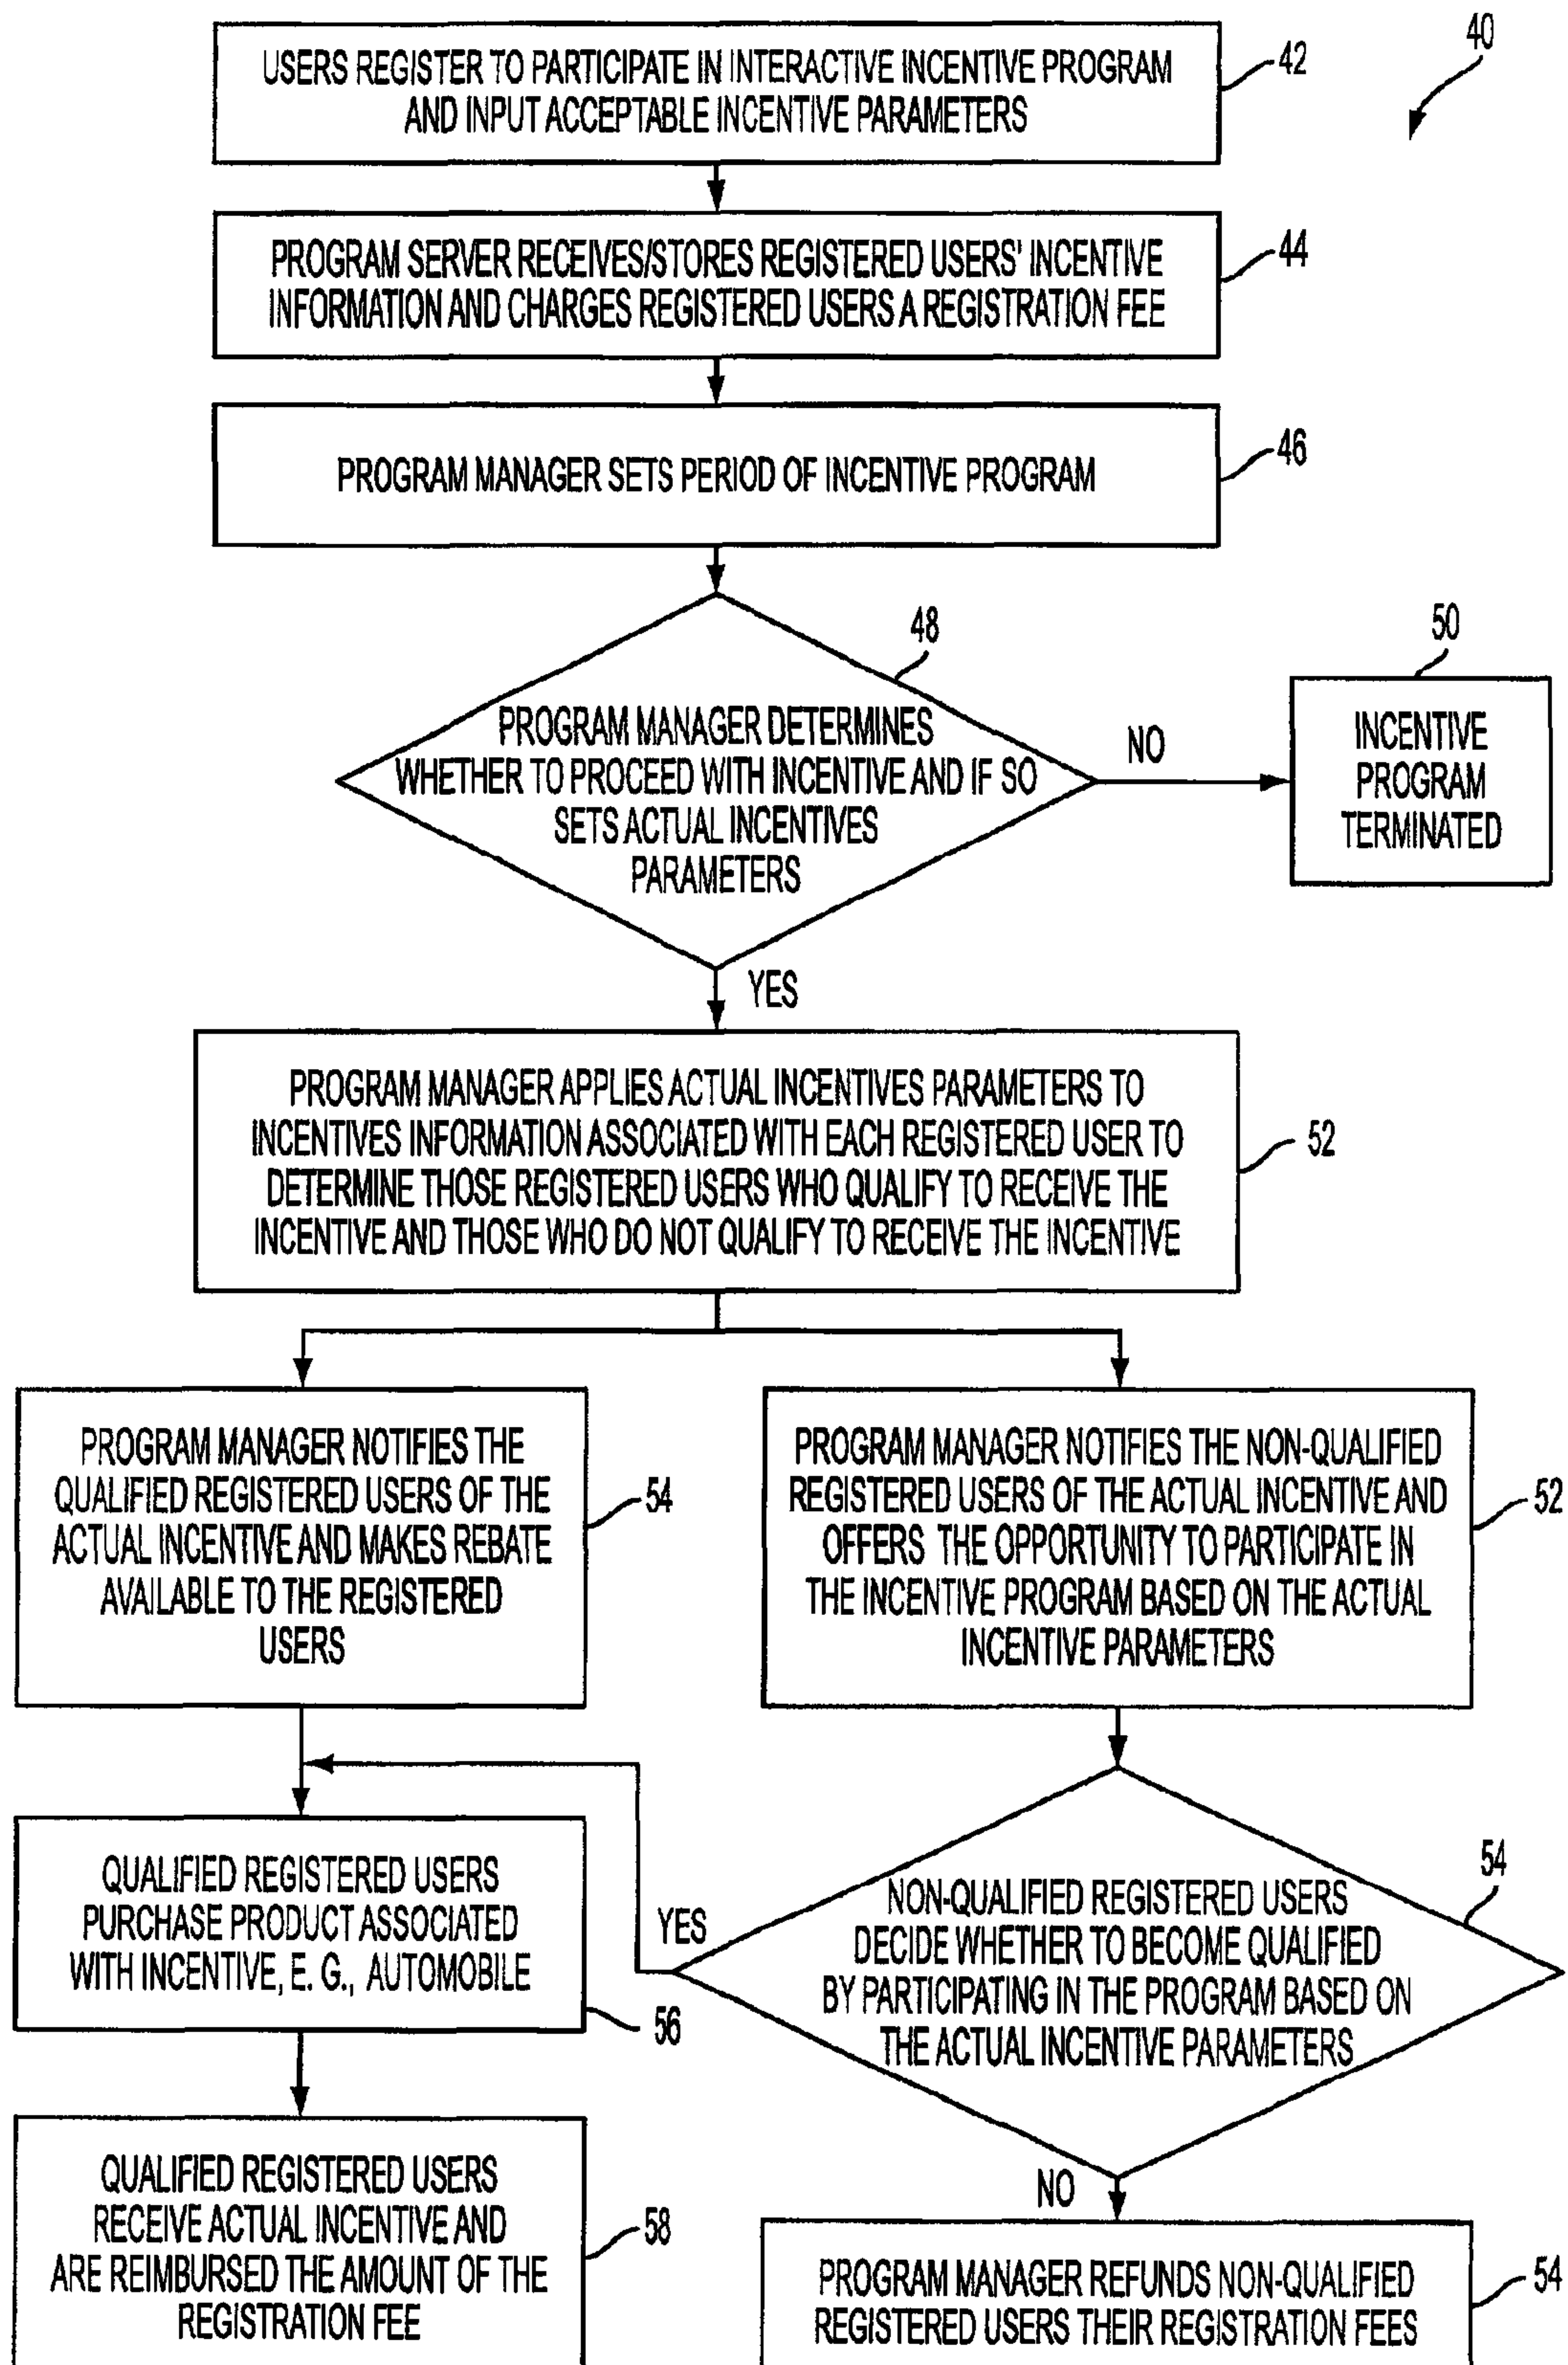 40
USERS REGISTER TO PARTICIPATE IN INTERACTIVE INCENTIVE PROGRAM
AND INPUT ACCEPTABLE INCENTIVE PARAMETERS
42
PROGRAM SERVER RECEIVES/STORES REGISTERED USERS' INCENTIVE
INFORMATION AND CHARGES REGISTERED USERS A REGISTRATION FEE
44
PROGRAM MANAGER SETS PERIOD OF INCENTIVE PROGRAM
46
48
PROGRAM MANAGER DETERMINES
WHETHER TO PROCEED WITH INCENTIVE AND IF SO
SETS ACTUAL INCENTIVES
PARAMETERS
NO
50
INCENTIVE
PROGRAM
TERMINATED
YES
PROGRAM MANAGER APPLIES ACTUAL INCENTIVES PARAMETERS TO
INCENTIVES INFORMATION ASSOCIATED WITH EACH REGISTERED USER TO
DETERMINE THOSE REGISTERED USERS WHO QUALIFY TO RECEIVE THE
INCENTIVE AND THOSE WHO DO NOT QUALIFY TO RECEIVE THE INCENTIVE
52
PROGRAM MANAGER NOTIFIES THE
QUALIFIED REGISTERED USERS OF THE
ACTUAL INCENTIVE AND MAKES REBATE
AVAILABLE TO THE REGISTERED
USERS
54
PROGRAM MANAGER NOTIFIES THE NON-QUALIFIED
REGISTERED USERS OF THE ACTUAL INCENTIVE AND
OFFERS THE OPPORTUNITY TO PARTICIPATE IN
THE INCENTIVE PROGRAM BASED ON THE ACTUAL
INCENTIVE PARAMETERS
52
QUALIFIED REGISTERED USERS
PURCHASE PRODUCT ASSOCIATED
WITH INCENTIVE, E. G., AUTOMOBILE
56
YES
NON-QUALIFIED REGISTERED USERS
DECIDE WHETHER TO BECOME QUALIFIED
BY PARTICIPATING IN THE PROGRAM BASED ON
THE ACTUAL INCENTIVE PARAMETERS
54
NO
QUALIFIED REGISTERED USERS
RECEIVE ACTUAL INCENTIVE AND
ARE REIMBURSED THE AMOUNT OF THE
REGISTRATION FEE
58
PROGRAM MANAGER REFUNDS NON-QUALIFIED
REGISTERED USERS THEIR REGISTRATION FEES
54